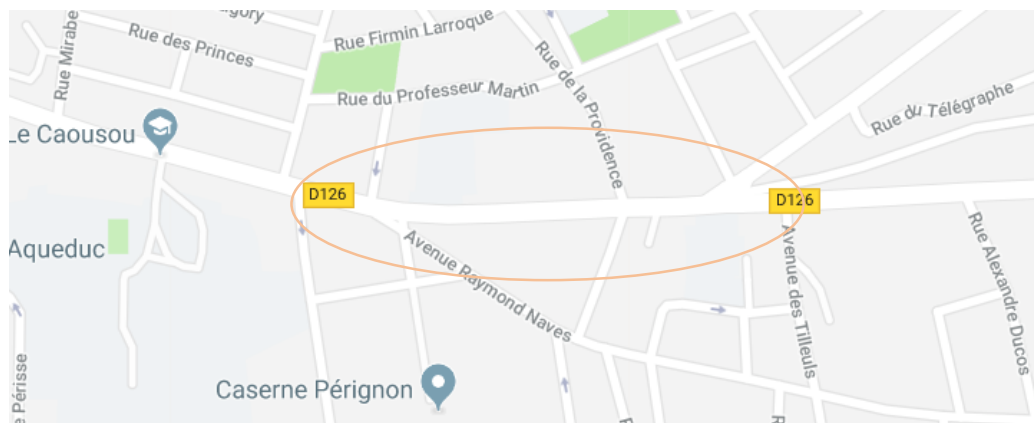 Rue Mirabe
Rue des Princes
Rue Firmin Larroque
Rue du Professeur Martin
Rue de la Providence
Rue du Télégraphe
Le Caousou
D126
D126
Aqueduc
Avenue Raymond Naves
Avenue des Tilleuls
Rue Alexandre Ducos
Caserne Pérignon
e Périsse